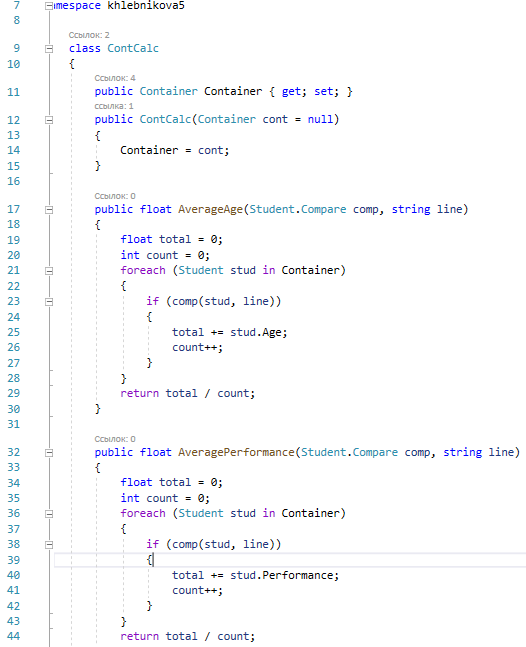 7 mespace khlebnikova5
8
Ссылок: 2
9 class ContCalc
10 {
Ссылок: 4
11 public Container Container { get; set; }
ссылка: 1
12 public ContCalc(Container cont = null)
13 {
14 Container = cont;
15 }
16
Ссылок: 0
17 public float AverageAge(Student.Compare comp, string line)
18 {
19 float total = 0;
20 int count = 0;
21 foreach (Student stud in Container)
22 {
23 if (comp(stud, line))
24 {
25 total += stud.Age;
26 count++;
27 }
28 }
29 return total / count;
30 }
31
Ссылок: 0
32 public float AveragePerformance(Student.Compare comp, string line)
33 {
34 float total = 0;
35 int count = 0;
36 foreach (Student stud in Container)
37 {
38 if (comp(stud, line))
39 {
40 total += stud.Performance;
41 count++;
42 }
43 }
44 return total / count;